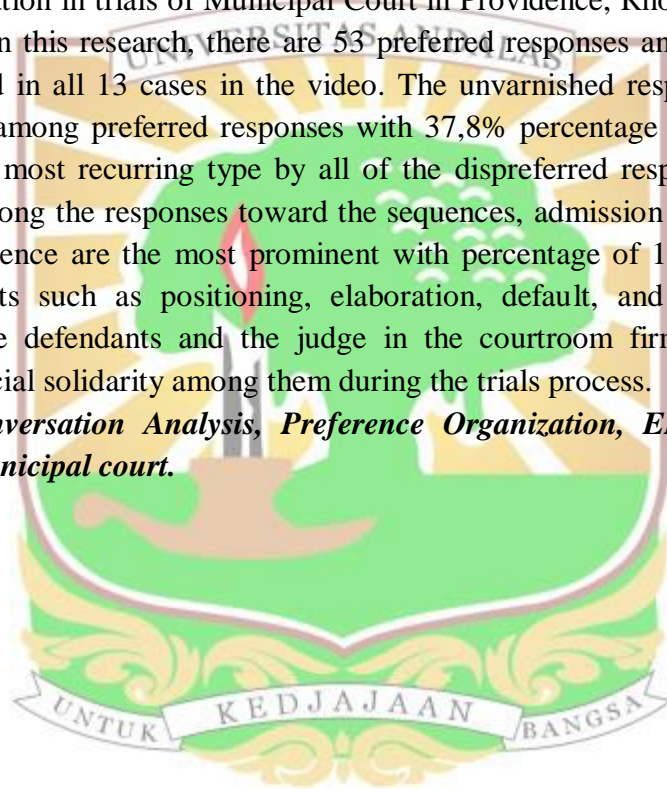 ation in trials of Municipal Court in Providence,
n this research, there are 53 preferred responses an
UNIVERSITAS ANDALAS
d in all 13 cases in the video. The unvarnished resp
among preferred responses with 37,8% percentage
most recurring type by all of the dispreferred resp
ong the responses toward the sequences, admission
ence are the most prominent with percentage of 1
ts such as positioning, elaboration, default, and
e defendants and the judge in the courtroom firm
cial solidarity among them during the trials process.
nversation Analysis, Preference Organization,
nicipal court.
UNTUK KEDJAJAAN BANGSA